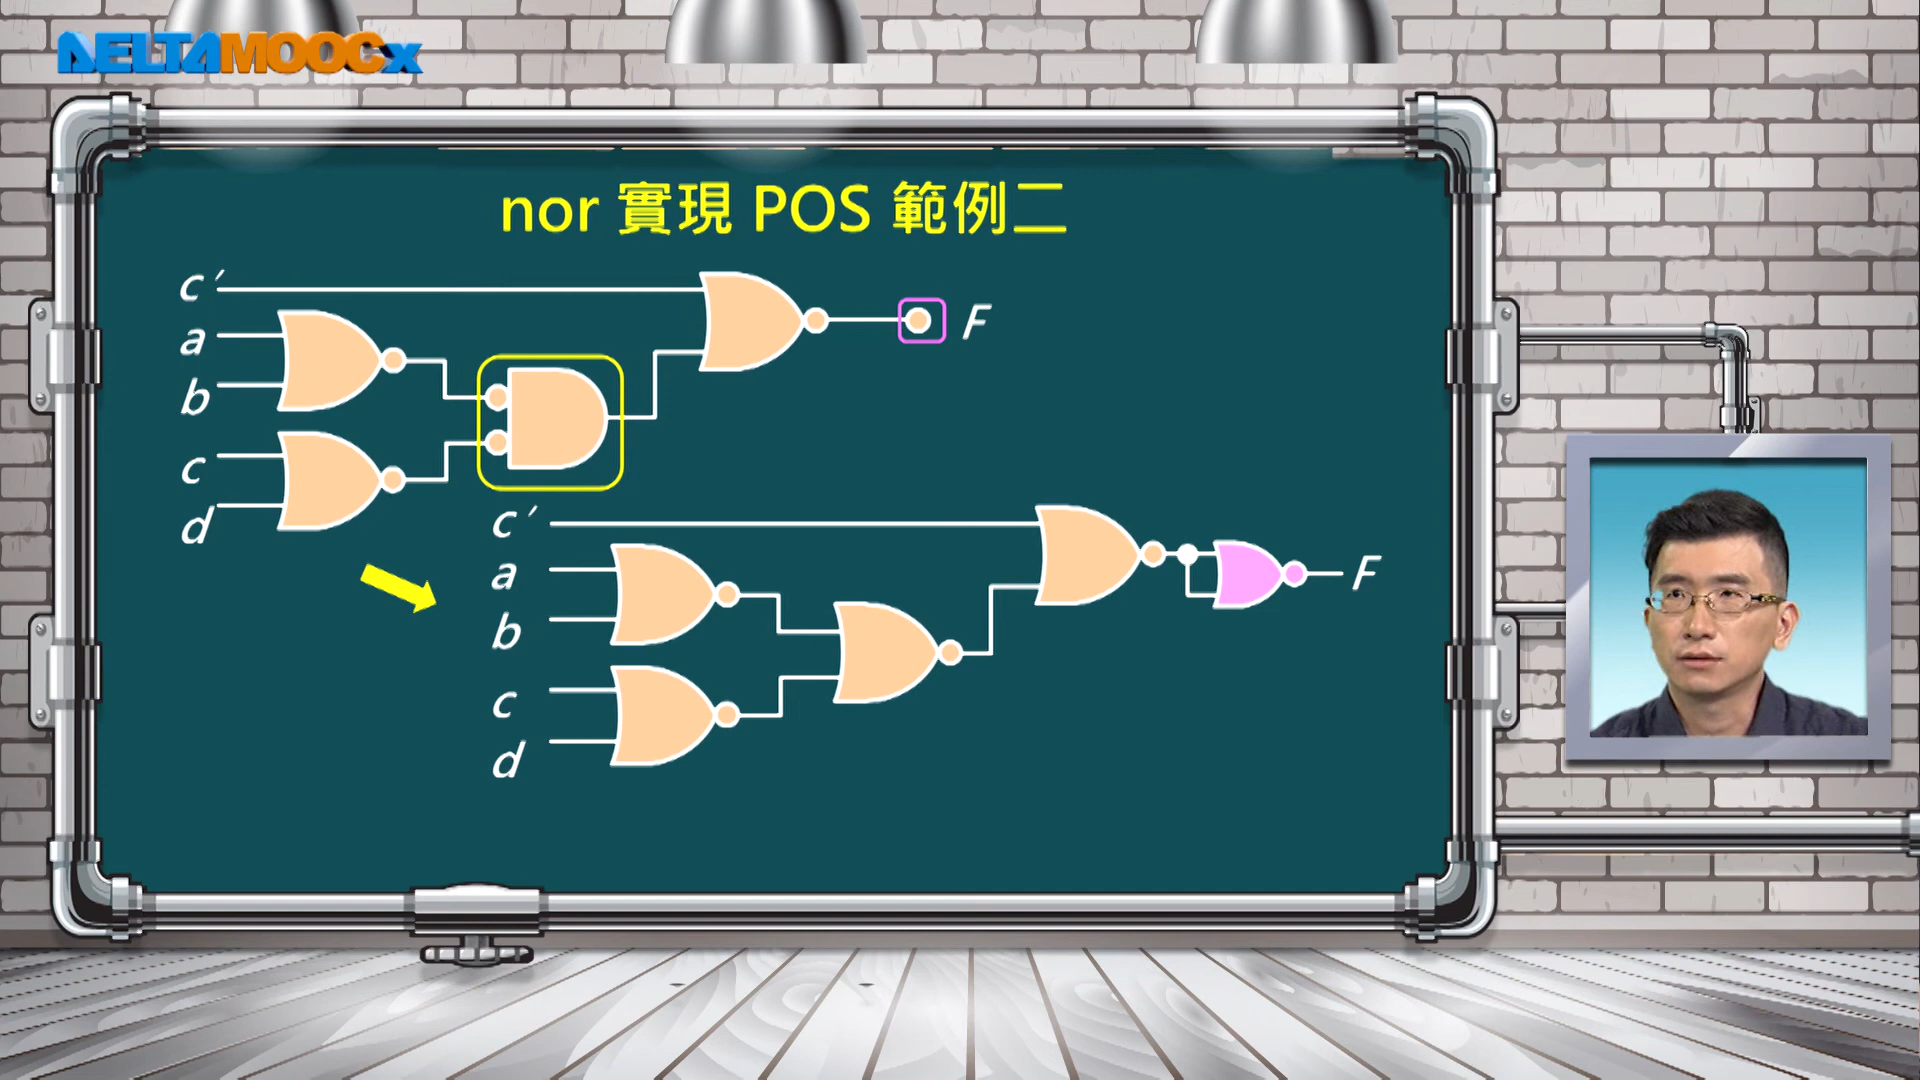 DELTAMOOCx
nor 實現 POS 範例二
c′
a
b
c
d
F
c′
a
b
c
d
F